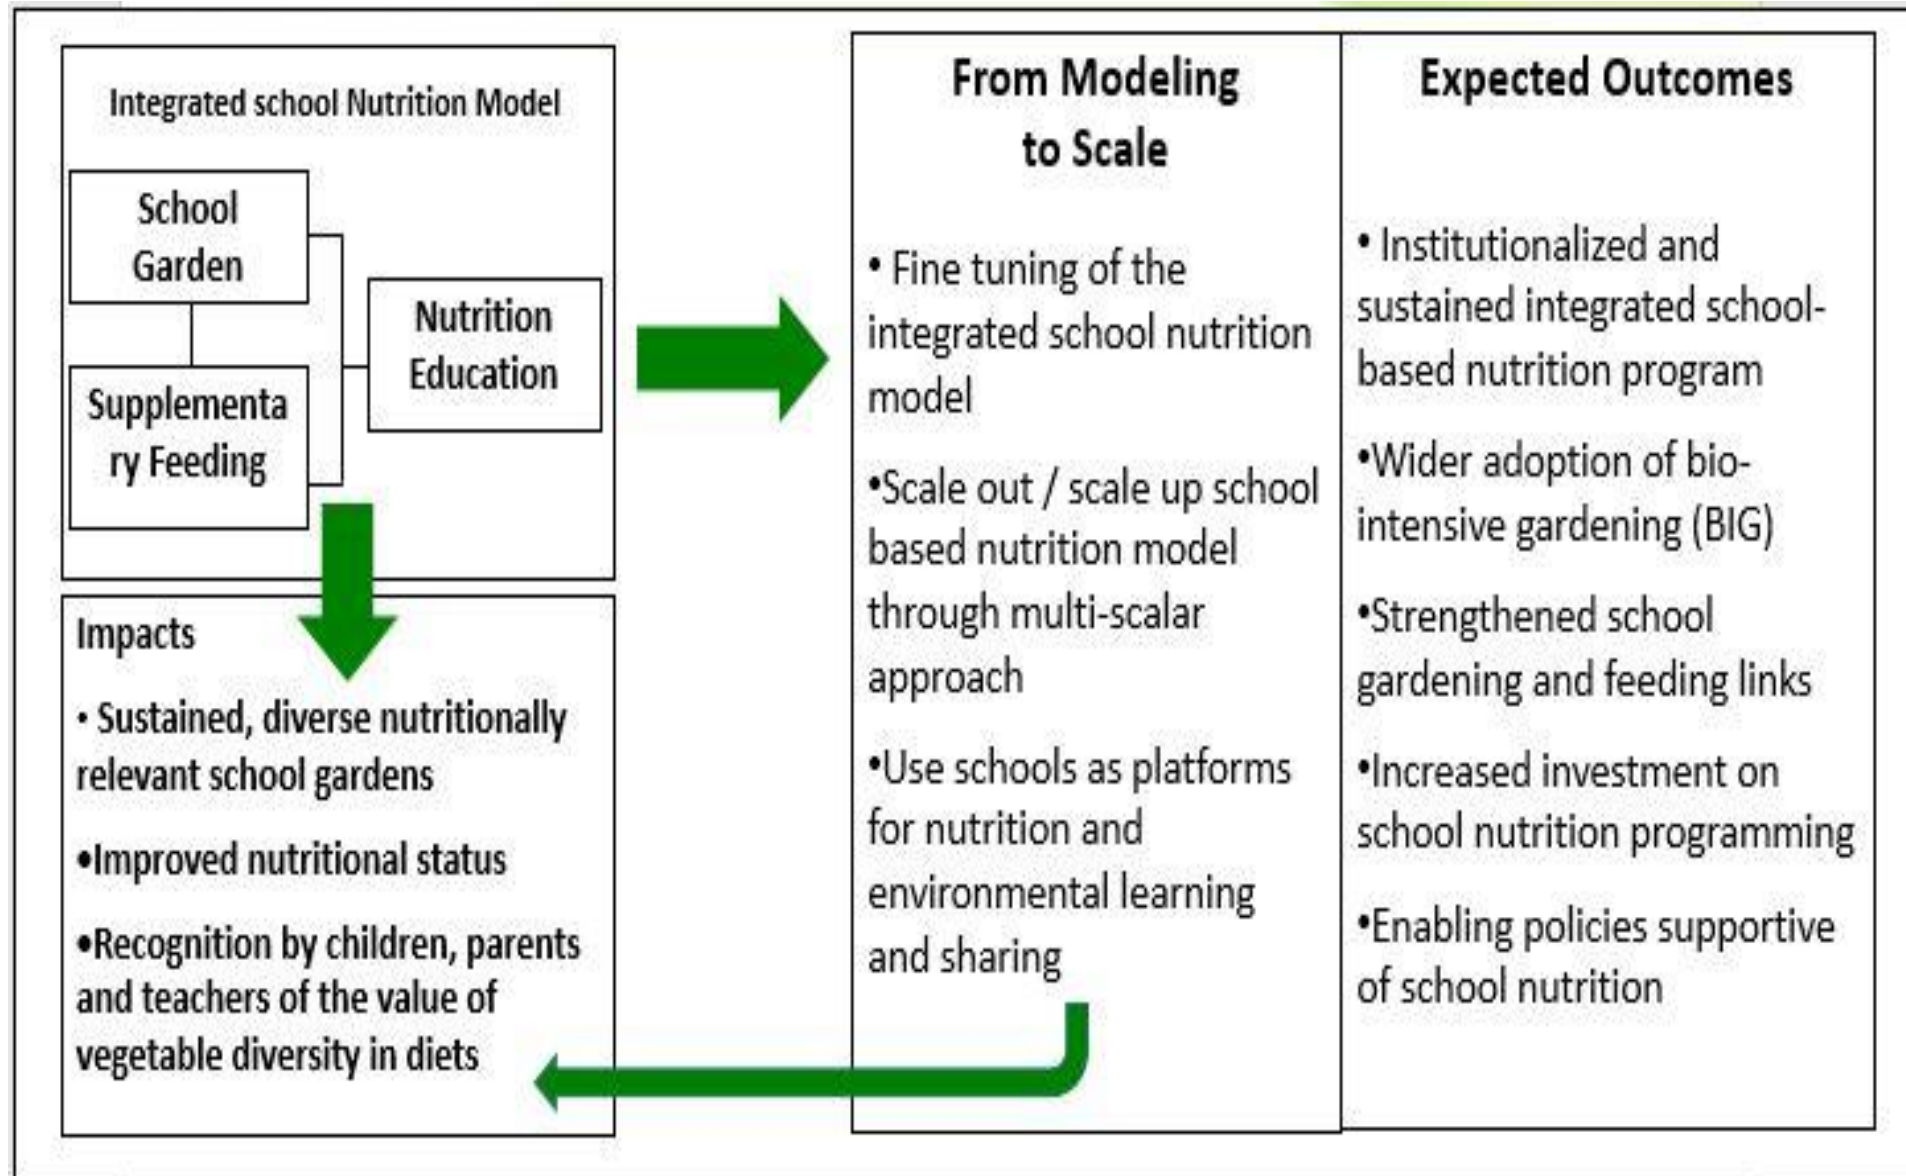 Integrated school Nutrition Model
School
Garden
Supplementa
ry Feeding
Nutrition
Education
Impacts
• Sustained, diverse nutritionally
relevant school gardens
•Improved nutritional status
•Recognition by children, parents
and teachers of the value of
vegetable diversity in diets
From Modeling
to Scale
• Fine tuning of the
integrated school nutrition
model
•Scale out / scale up school
based nutrition model
through multi-scalar
approach
•Use schools as platforms
for nutrition and
environmental learning
and sharing
Expected Outcomes
• Institutionalized and
sustained integrated school-
based nutrition program
•Wider adoption of bio-
intensive gardening (BIG)
•Strengthened school
gardening and feeding links
•Increased investment on
school nutrition programming
•Enabling policies supportive
of school nutrition